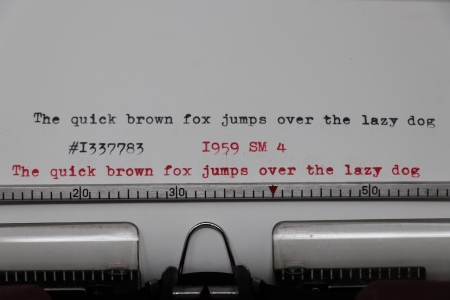 The quick brown fox jumps over the lazy dog
#I337783 I959 SM 4
The quick brown fox jumps over the lazy dog
20 30 50